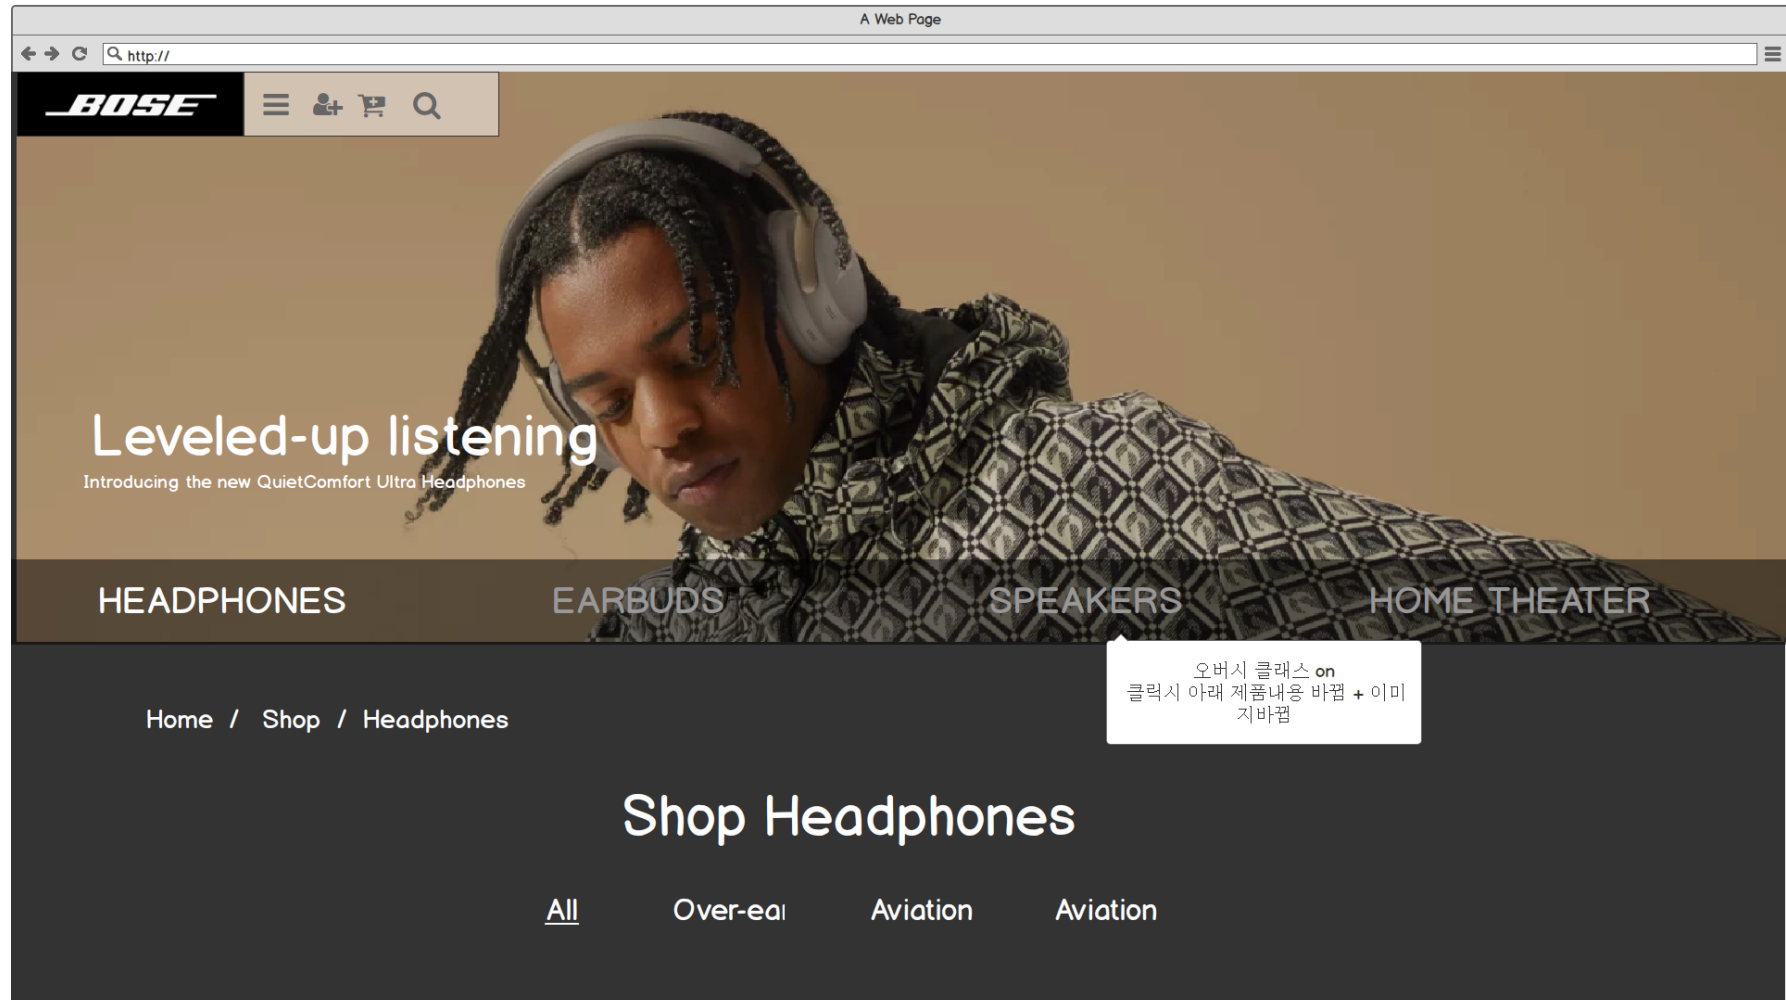 A Web Page
http://
BOSE
Leveled-up listening
Introducing the new QuietComfort Ultra Headphones
HEADPHONES EARBUDS SPEAKERS HOME THEATER
오버시 클래스 on
클릭시 아래 제품내용 바뀜 + 이미
지바뀜
Home / Shop / Headphones
Shop Headphones
All Over-ear Aviation Aviation